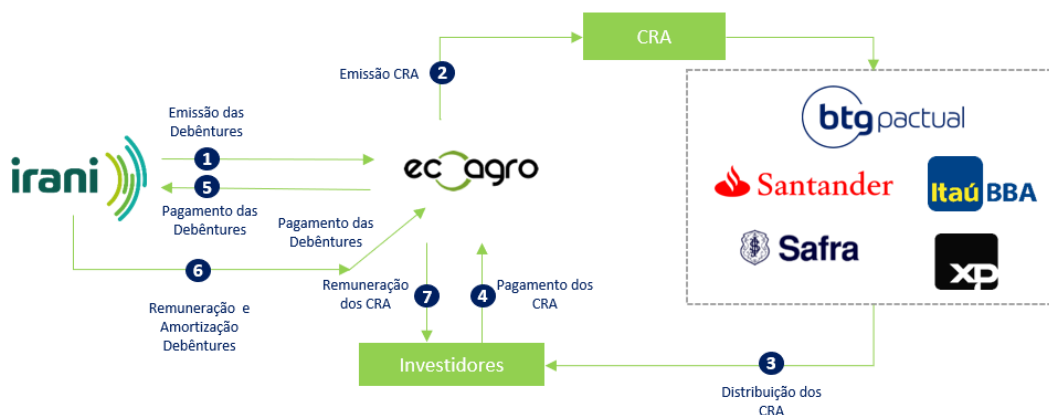 CRA
Emissão CRA
2
btgpactual
Emissão das
Debêntures
1
irani
ecoagro
Santander
Itaú BBA
5
Pagamento das
Debêntures
Pagamento das
Debêntures
Safra
XP
6
Remuneração
dos CRA
7
4
Pagamento dos
CRA
Remuneração e
Amortização
Debêntures
Investidores
3
Distribuição dos
CRA